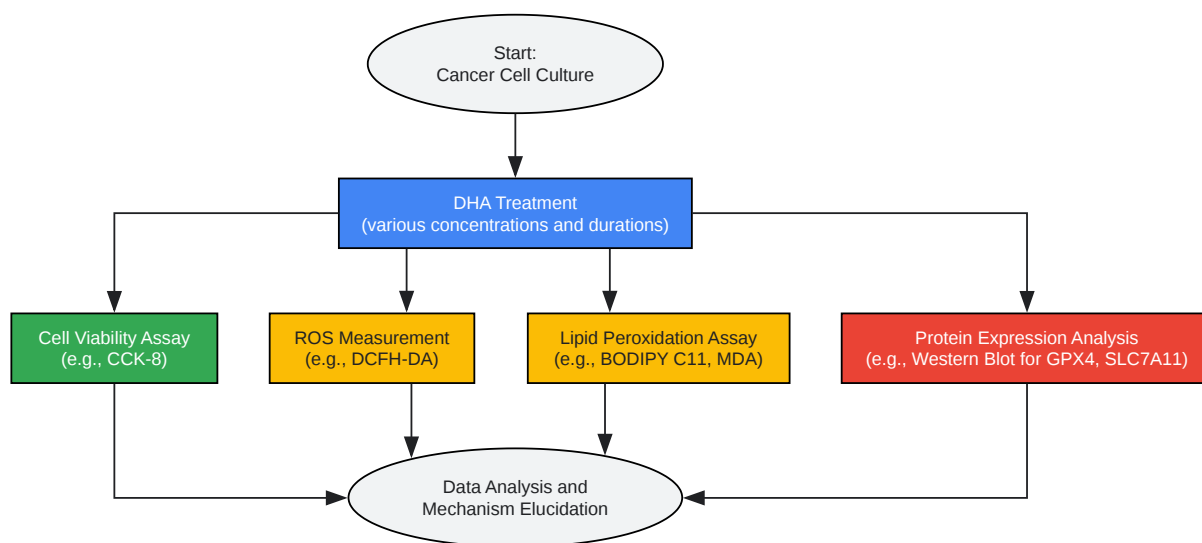 Start:
Cancer Cell Culture
DHA Treatment
(various concentrations and durations)
Cell Viability Assay
(e.g., CCK-8)
ROS Measurement
(e.g., DCFH-DA)
Lipid Peroxidation Assay
(e.g., BODIPY C11, MDA)
Protein Expression Analysis
(e.g., Western Blot for GPX4, SLC7A11)
Data Analysis and
Mechanism Elucidation